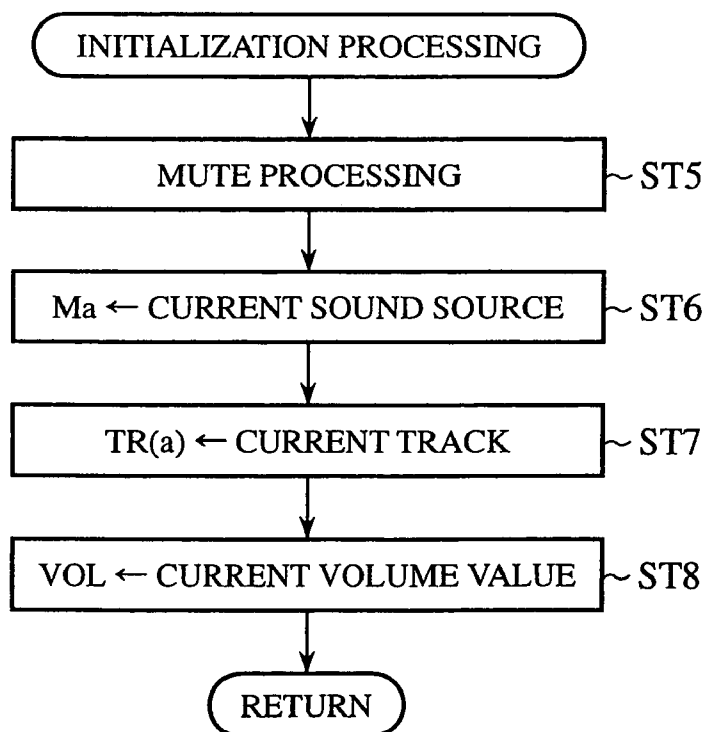 INITIALIZATION PROCESSING
MUTE PROCESSING ~ ST5
Ma ← CURRENT SOUND SOURCE ~ ST6
TR(a) ← CURRENT TRACK ~ ST7
VOL ← CURRENT VOLUME VALUE ~ ST8
RETURN